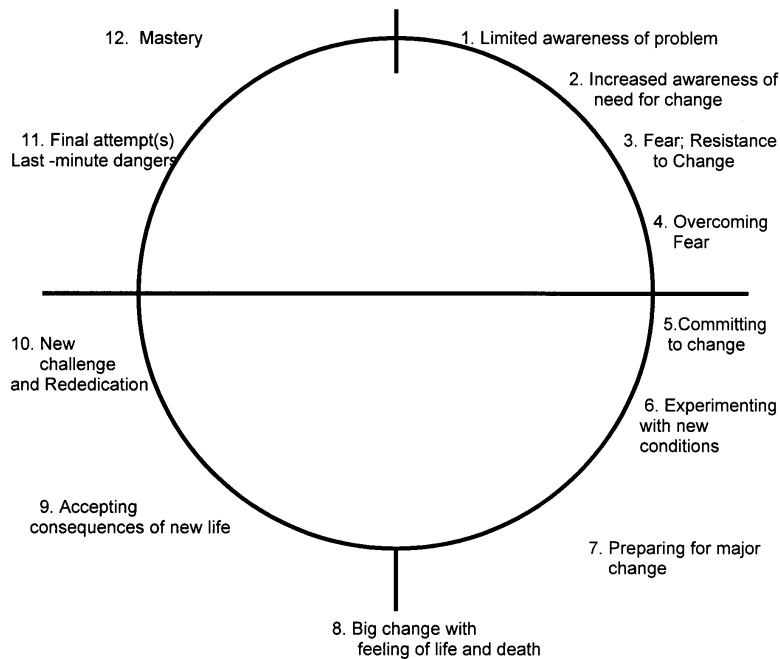 1. Limited awareness of problem
2. Increased awareness of
need for change
3. Fear; Resistance
to Change
4. Overcoming
Fear
5.Committing
to change
6. Experimenting
with new
conditions
7. Preparing for major
change
8. Big change with
feeling of life and death
9. Accepting
consequences of new life
10. New
challenge
and Rededication
11. Final attempt(s)
Last -minute dangers
12. Mastery